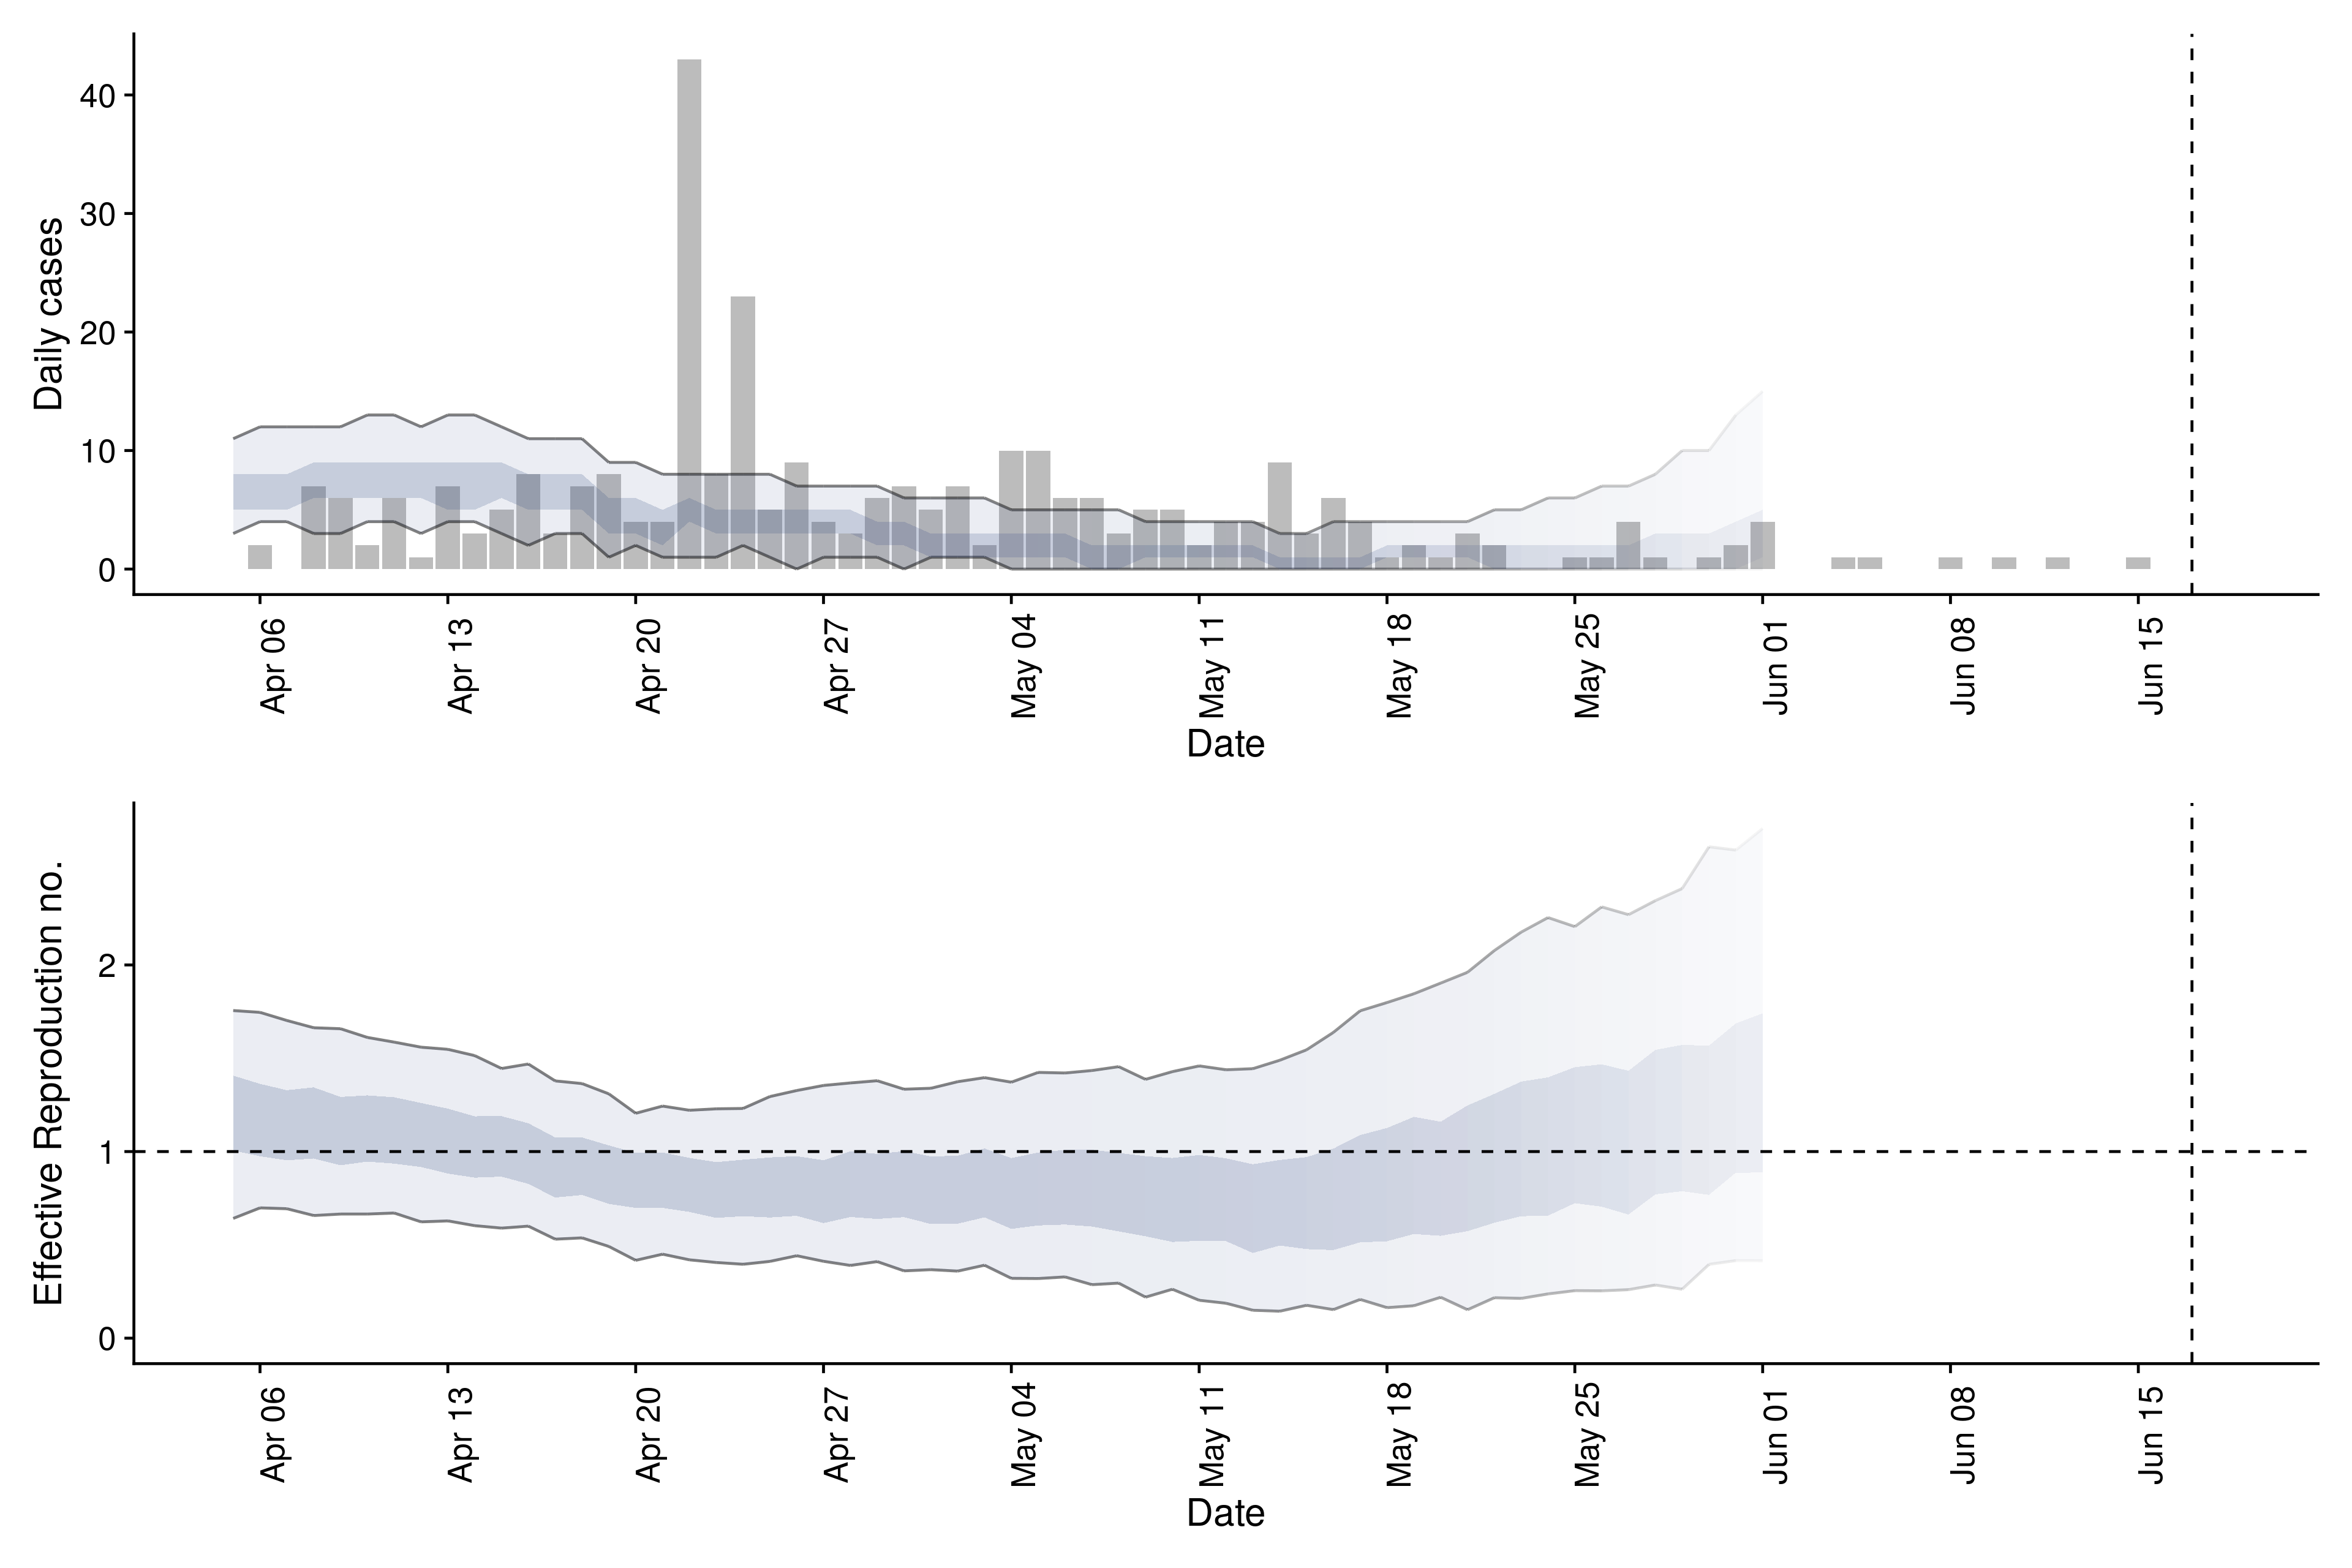 Daily cases
40
30
20
10
0
Apr 06
Apr 13
Apr 20
Apr 27
May 04
May 11
May 18
May 25
Jun 01
Jun 08
Jun 15
Date
Effective Reproduction no.
2
1
0
Apr 06
Apr 13
Apr 20
Apr 27
May 04
May 11
May 18
May 25
Jun 01
Jun 08
Jun 15
Date